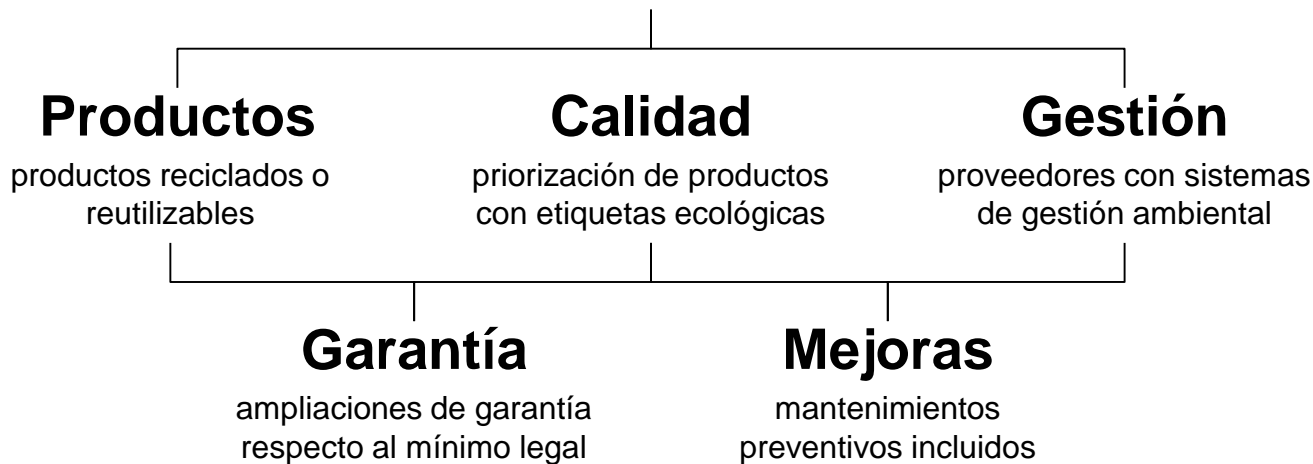 Productos
productos reciclados o
reutilizables
Calidad
priorización de productos
con etiquetas ecológicas
Gestión
proveedores con sistemas
de gestión ambiental
Garantía
ampliaciones de garantía
respecto al mínimo legal
Mejoras
mantenimientos
preventivos incluidos